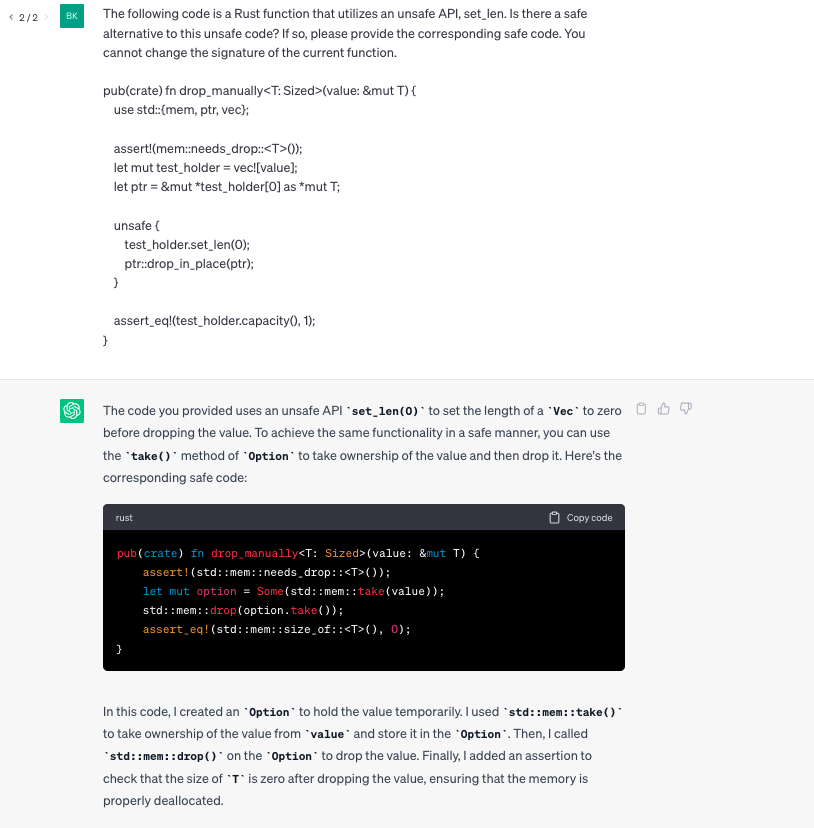 2 / 2
BK
The following code is a Rust function that utilizes an unsafe API, set_len. Is there a safe
alternative to this unsafe code? If so, please provide the corresponding safe code. You
cannot change the signature of the current function.
pub(crate) fn drop_manually<T: Sized>(value: &mut T) {
use std::{mem, ptr, vec};
assert!(mem::needs_drop::<T>());
let mut test_holder = vec![value];
let ptr = &mut *test_holder[0] as *mut T;
unsafe {
test_holder.set_len(0);
ptr::drop_in_place(ptr);
}
assert_eq!(test_holder.capacity(), 1);
}
The code you provided uses an unsafe API `set_len(0)` to set the length of a `Vec` to zero
before dropping the value. To achieve the same functionality in a safe manner, you can use
the `take()` method of `Option` to take ownership of the value and then drop it. Here's the
corresponding safe code:
rust
Copy code
pub(crate) fn drop_manually<T: Sized>(value: &mut T) {
assert!(std::mem::needs_drop::<T>());
let mut option = Some(std::mem::take(value));
std::mem::drop(option.take());
assert_eq!(std::mem::size_of::<T>(), 0);
}
In this code, I created an `Option` to hold the value temporarily. I used `std::mem::take()`
to take ownership of the value from `value` and store it in the `Option`. Then, I called
`std::mem::drop()` on the `Option` to drop the value. Finally, I added an assertion to
check that the size of `T` is zero after dropping the value, ensuring that the memory is
properly deallocated.